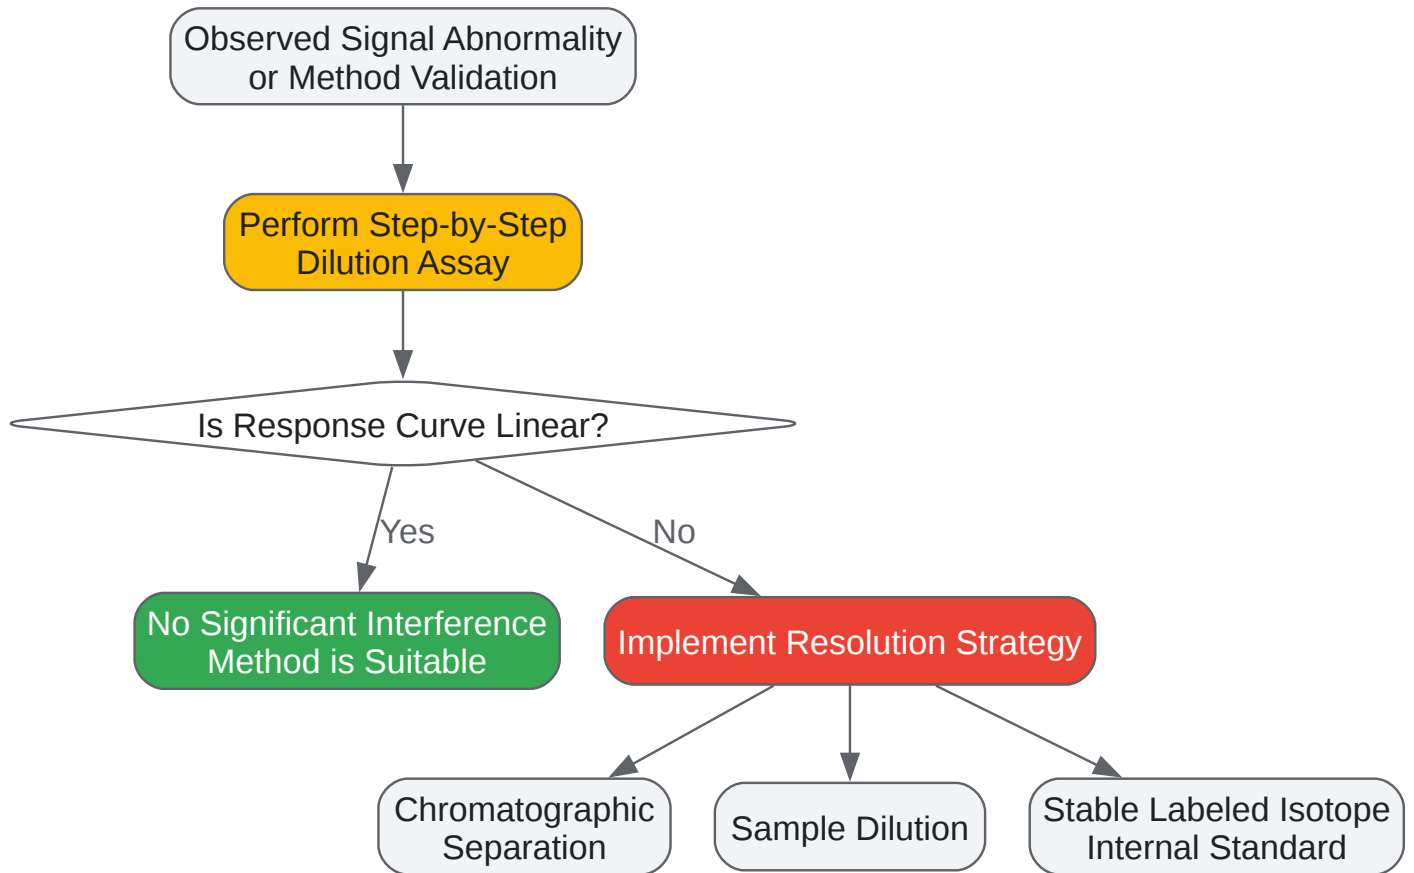 Observed Signal Abnormality
or Method Validation
Perform Step-by-Step
Dilution Assay
Is Response Curve Linear?
Yes
No
No Significant Interference
Method is Suitable
Implement Resolution Strategy
Chromatographic
Separation
Sample Dilution
Stable Labeled Isotope
Internal Standard